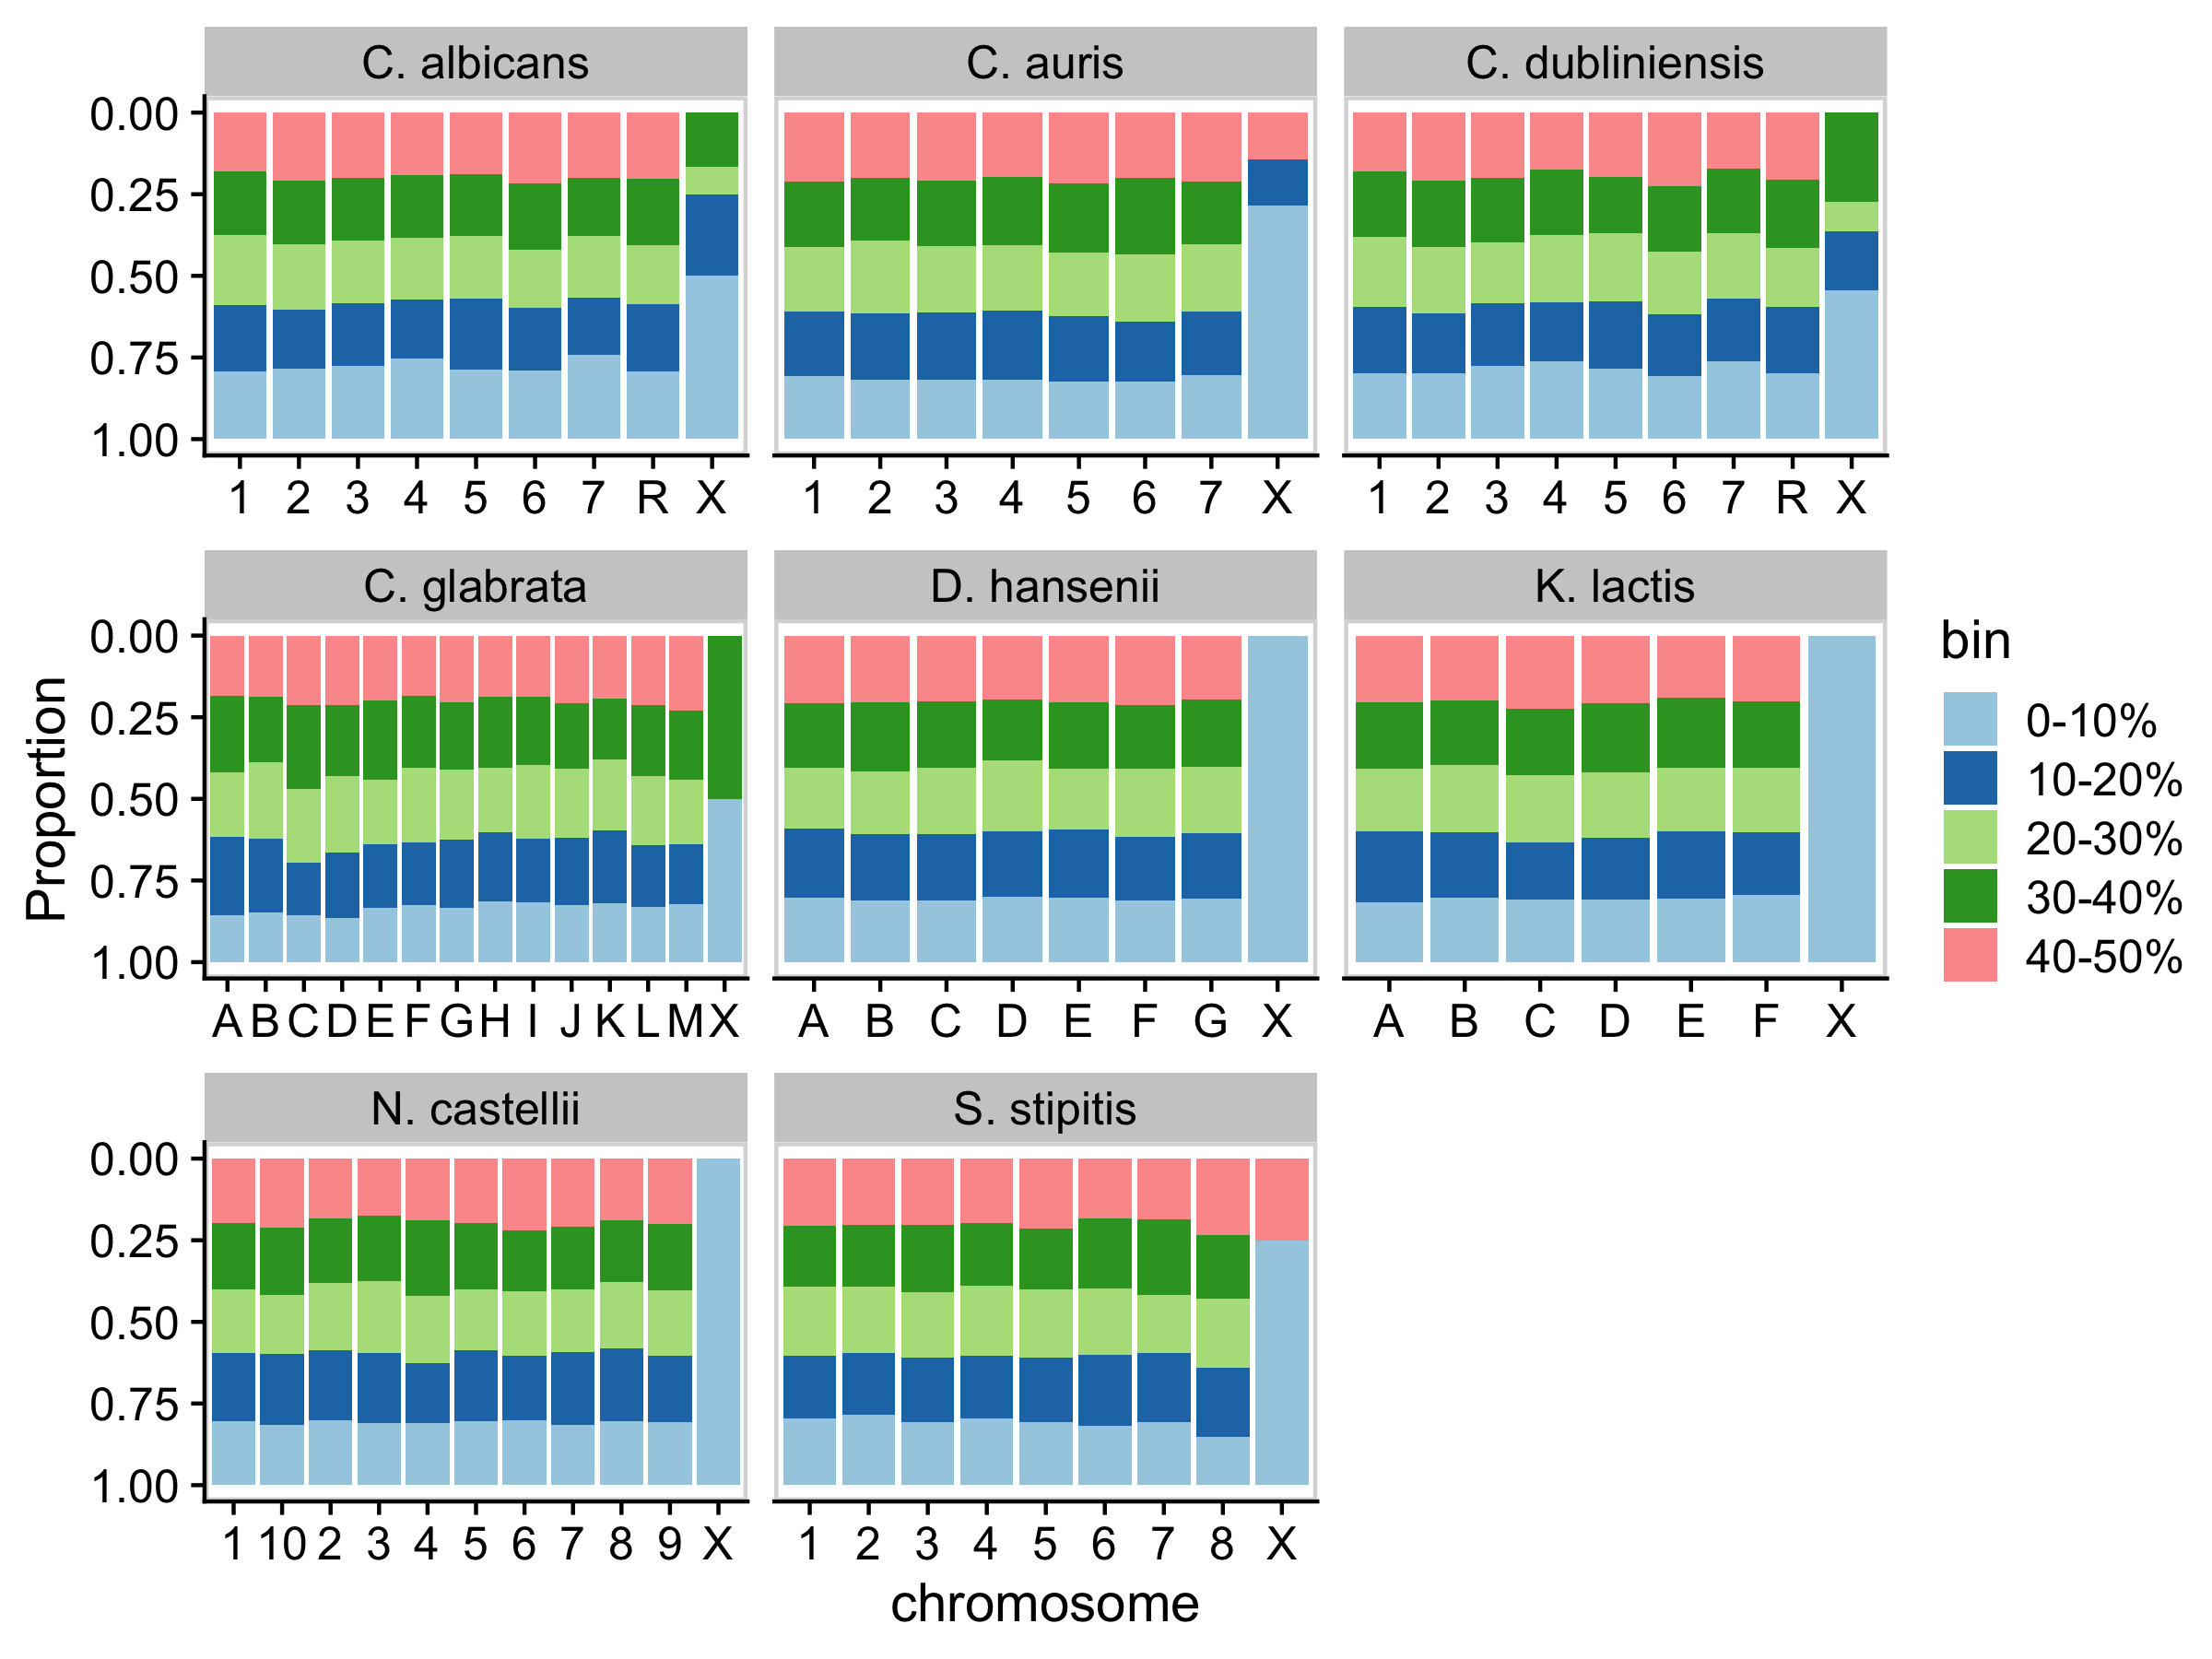 C. albicans C. auris C. dubliniensis
0.00
0.25
0.50
0.75
1.00
1 2 3 4 5 6 7 R X 1 2 3 4 5 6 7 X 1 2 3 4 5 6 7 R X
C. glabrata D. hansenii K. lactis
0.00
0.25
0.50
0.75
1.00
A B C D E F G H I J K L M X A B C D E F G X A B C D E F X
N. castellii S. stipitis
0.00
0.25
0.50
0.75
1.00
1 10 2 3 4 5 6 7 8 9 X 1 2 3 4 5 6 7 8 X
chromosome
Proportion
bin
0-10%
10-20%
20-30%
30-40%
40-50%